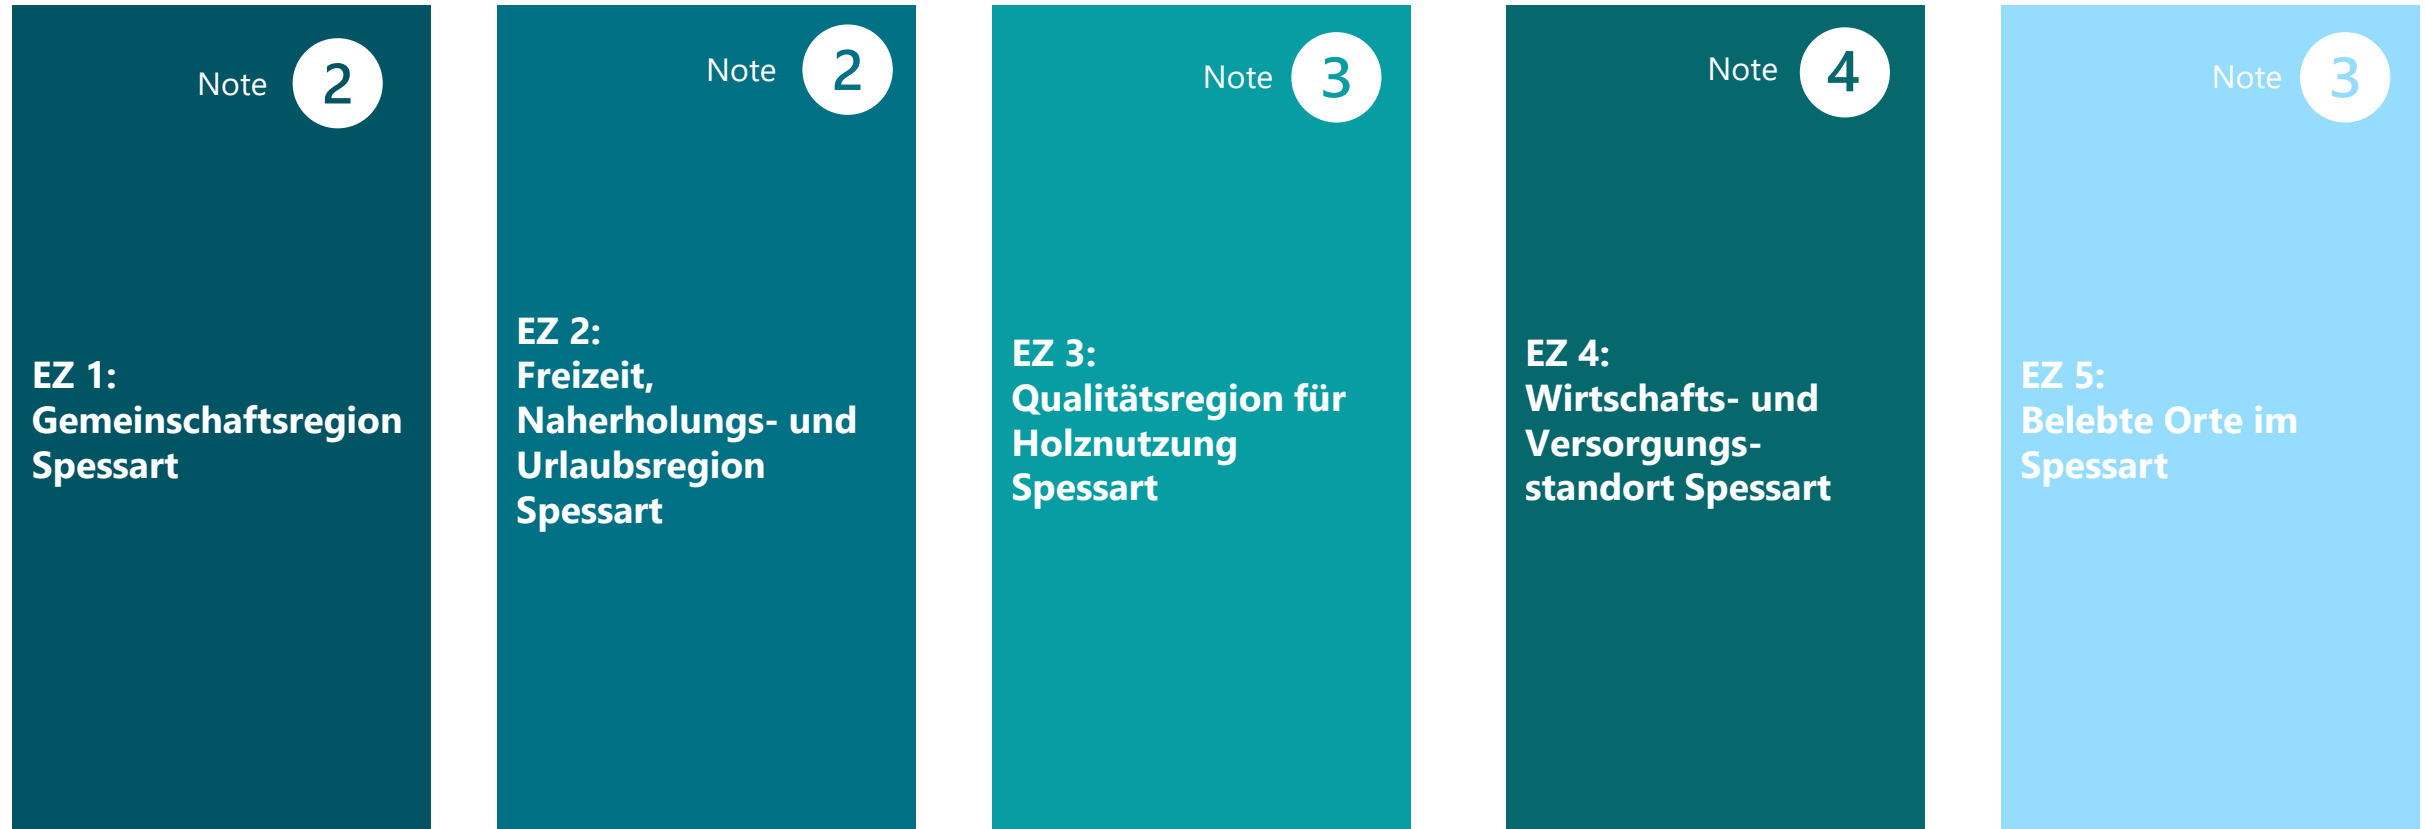 Note 2
EZ 1:
Gemeinschaftsregion
Spessart
Note 2
EZ 2:
Freizeit,
Naherholungs- und
Urlaubsregion
Spessart
Note 3
EZ 3:
Qualitätsregion für
Holznutzung
Spessart
Note 4
EZ 4:
Wirtschafts- und
Versorgungs-
standort Spessart
Note 3
EZ 5:
Belebte Orte im
Spessart